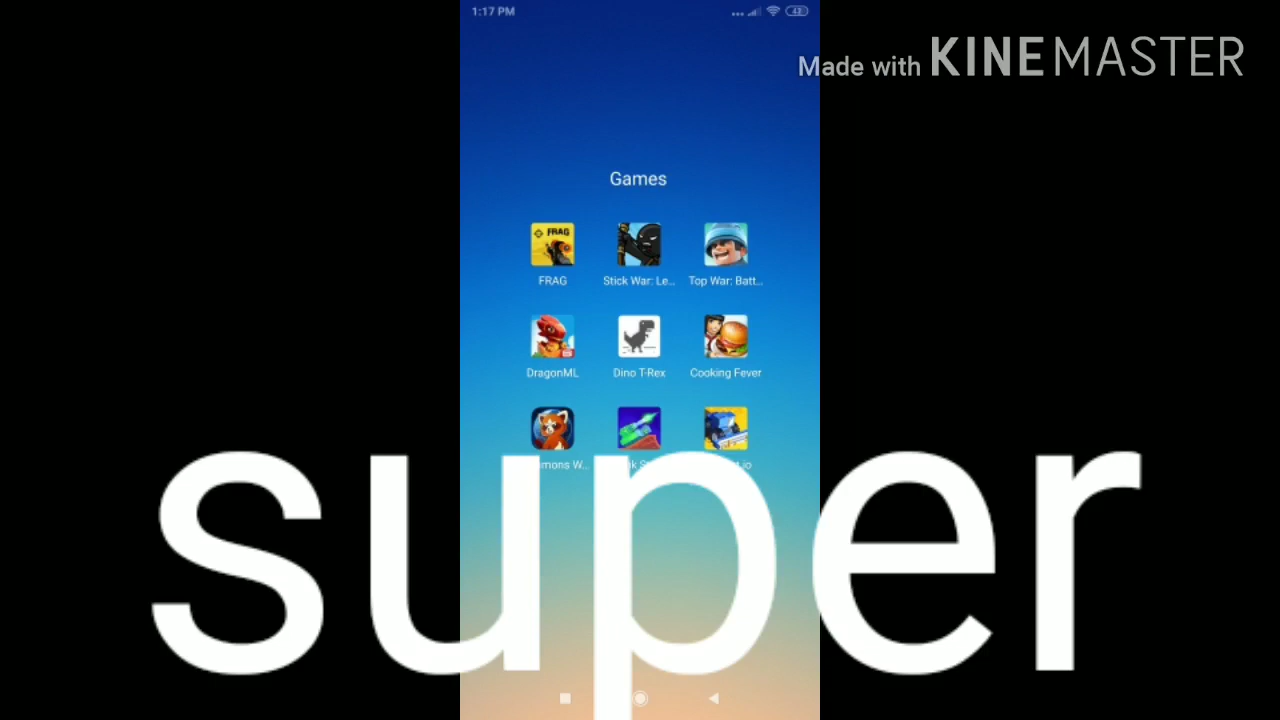 1:17 PM
43
Made with KINEMASTER
Games
FRAG
FRAG
Stick War: Le...
Top War: Batt...
DragonML
Dino T-Rex
Cooking Fever
super